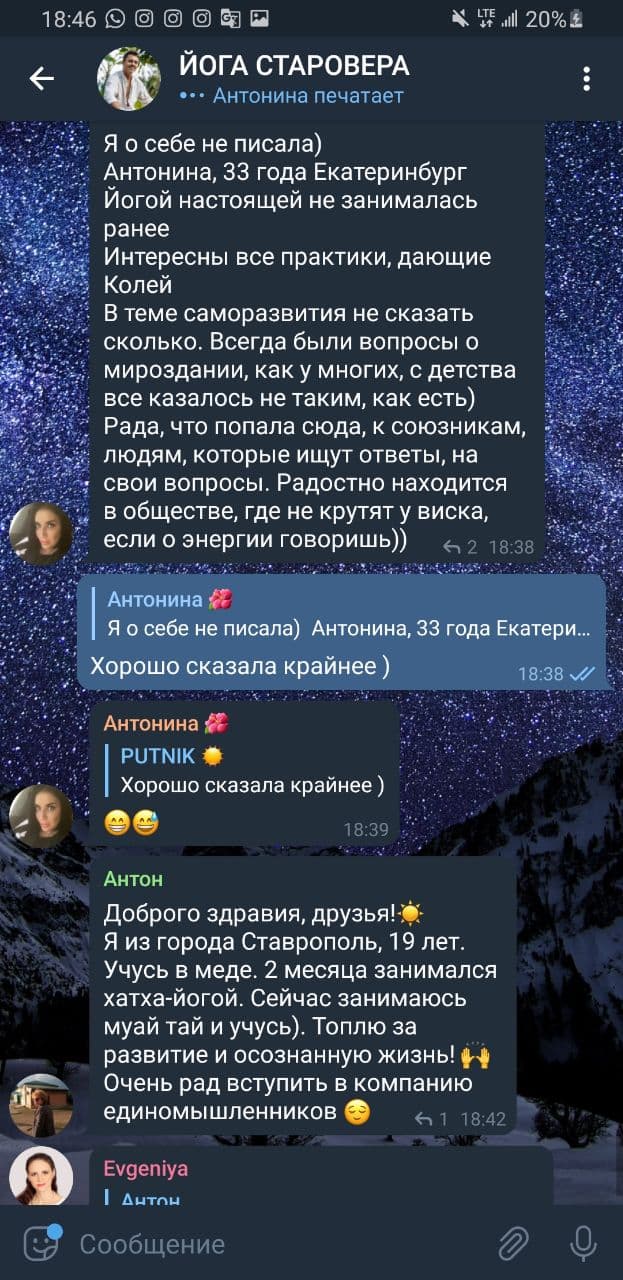 18:46
LTE
20%
ЙОГА СТАРОВЕРА
Антонина печатает
Я о себе не писала)
Антонина, 33 года Екатеринбург
Йогой настоящей не занималась
ранее
Интересны все практики, дающие
Колей
В теме саморазвития не сказать
сколько. Всегда были вопросы о
мироздании, как у многих, с детства
все казалось не таким, как есть)
Рада, что попала сюда, к союзникам,
людям, которые ищут ответы, на
свои вопросы. Радостно находится
в обществе, где не крутят у виска,
если о энергии говоришь))
2 18:38
Антонина 🌺
Я о себе не писала) Антонина, 33 года Екатери...
Хорошо сказала крайнее )
18:38
Антонина 🌺
PUTNIK ☀️
Хорошо сказала крайнее )
😁😅
18:39
Антон
Доброго здравия, друзья!☀️
Я из города Ставрополь, 19 лет.
Учусь в меде. 2 месяца занимался
хатха-йогой. Сейчас занимаюсь
муай тай и учусь). Топлю за
развитие и осознанную жизнь! 🙌
Очень рад вступить в компанию
единомышленников 😌
1 18:42
Evgeniya
Антон
Сообщение